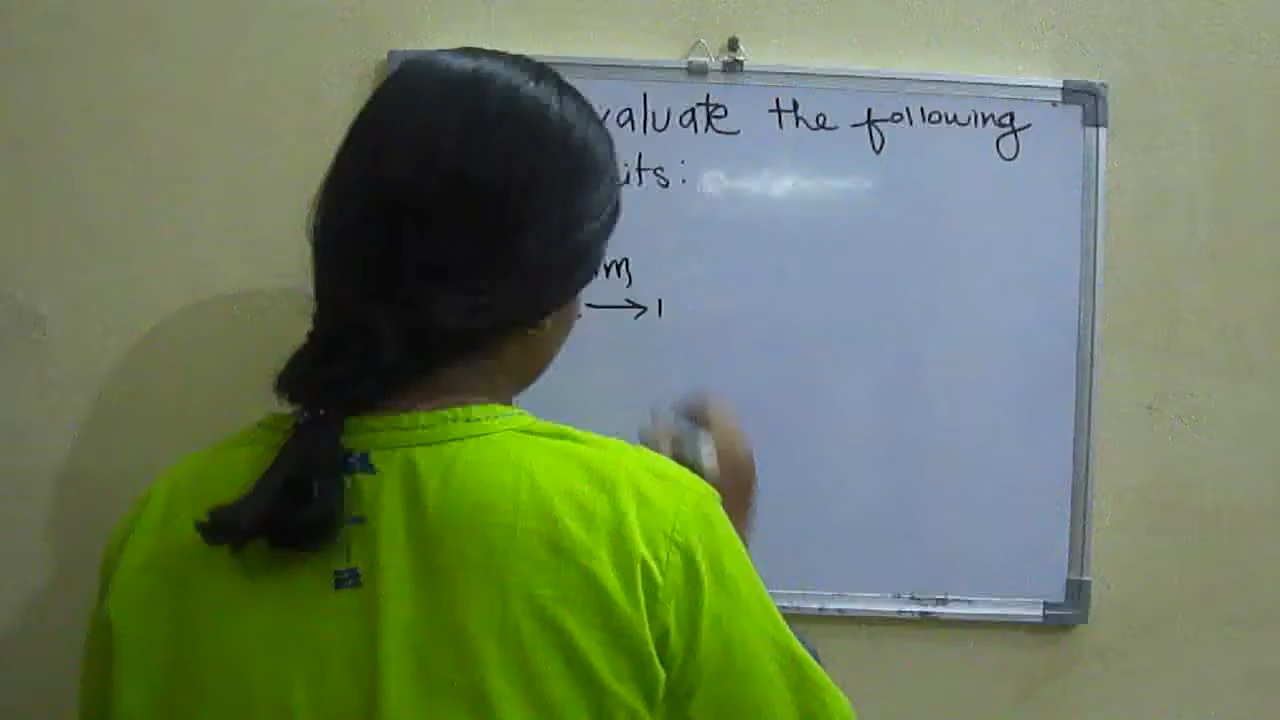 valuate the following
its:
m
→ 1